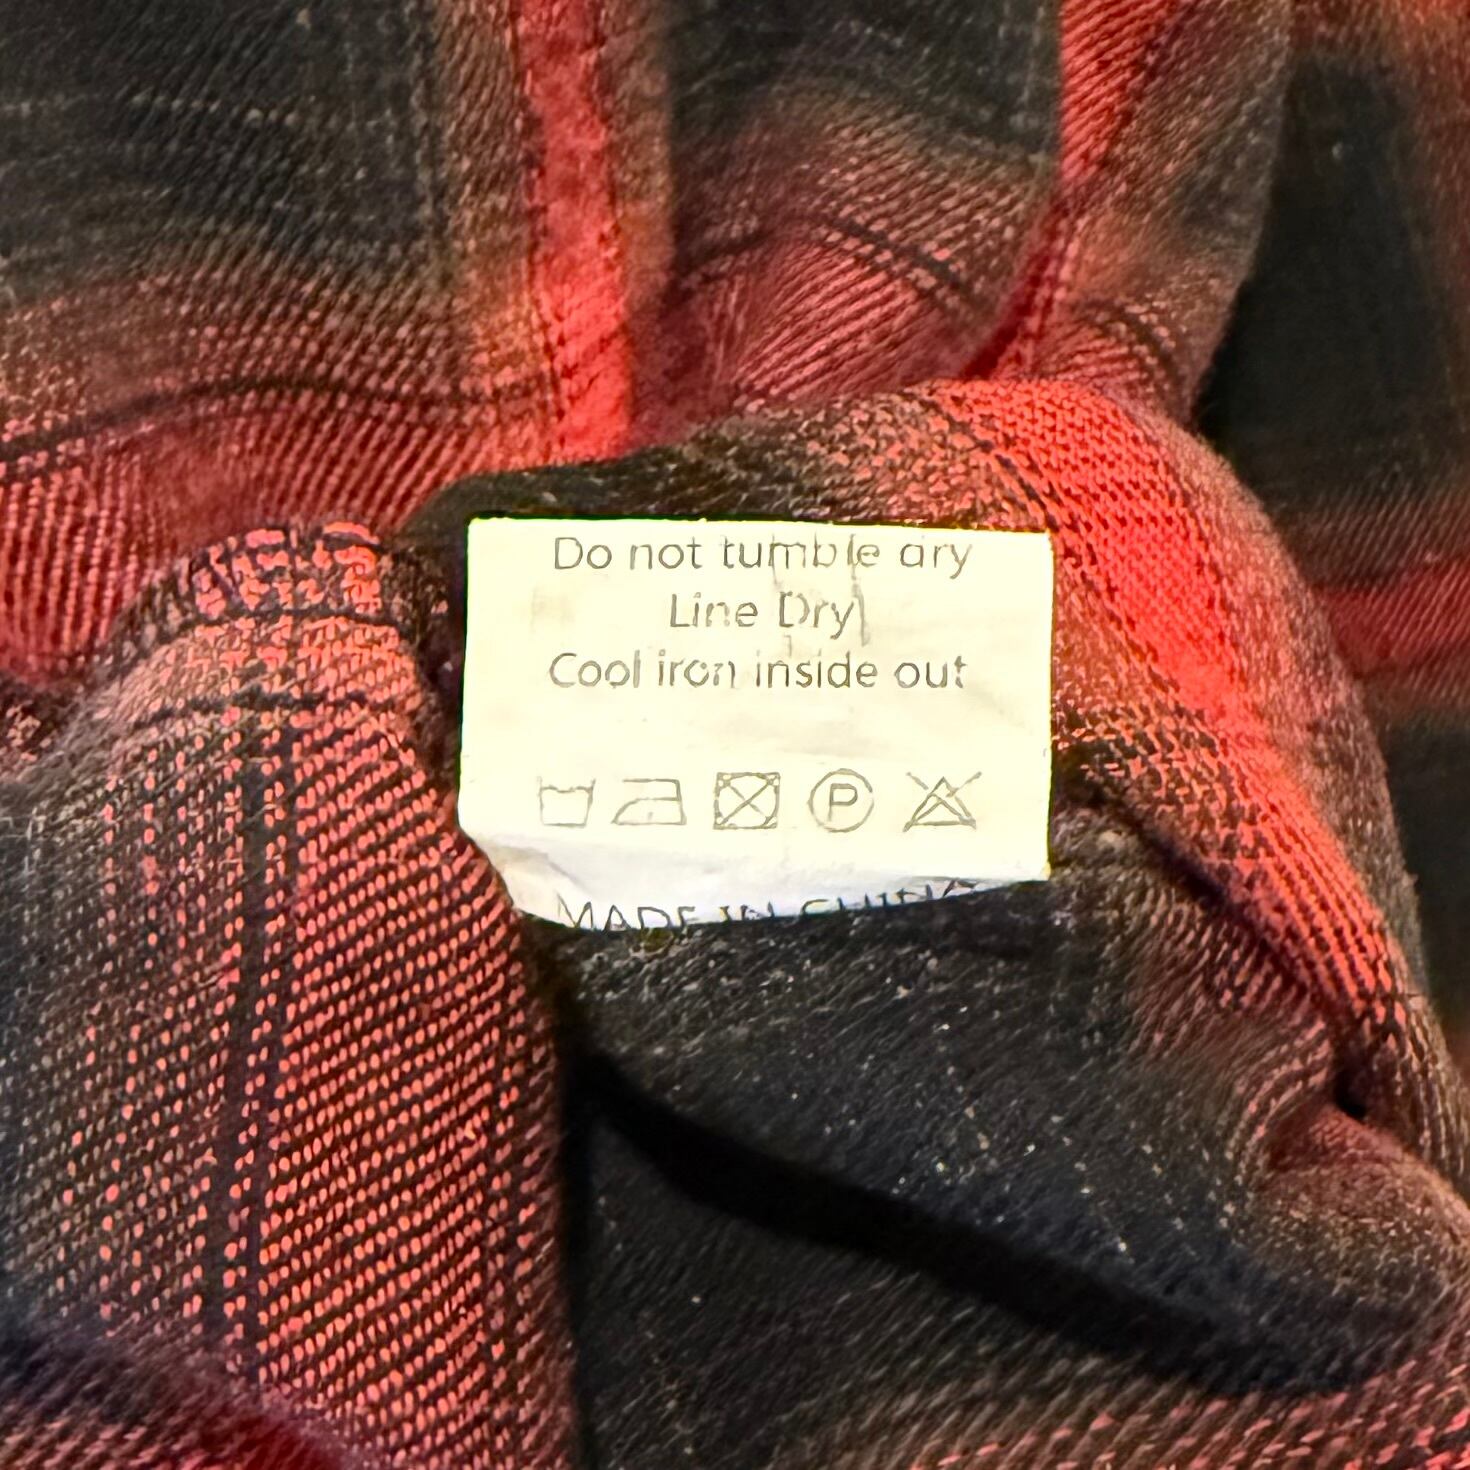 Do not tumble dry
Line Dry
Cool iron inside out
P
MADE IN CHINA